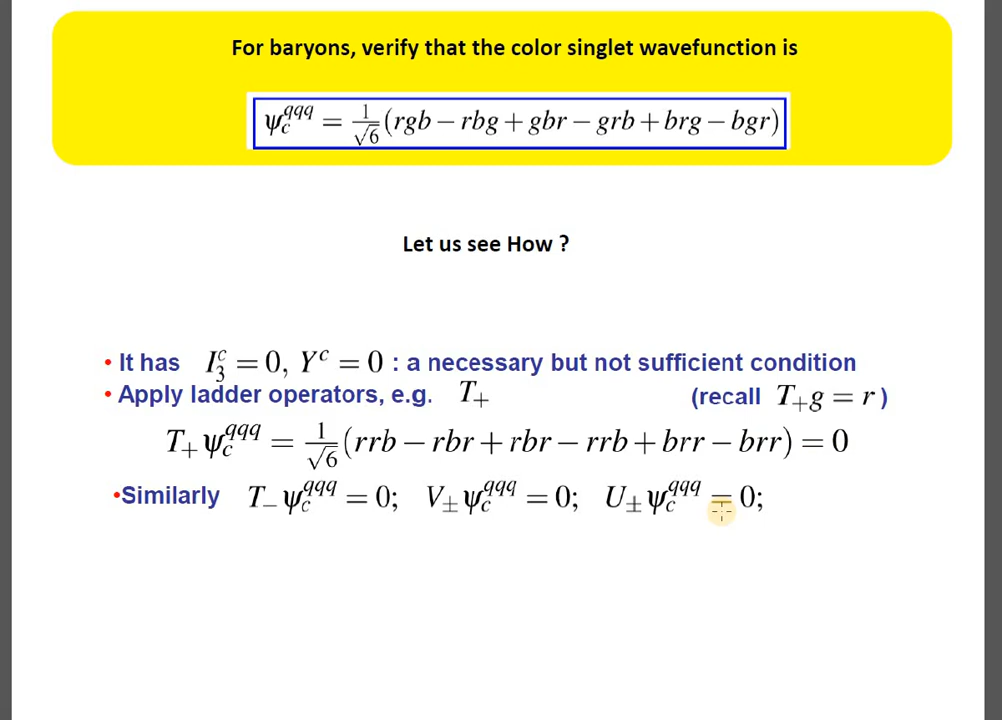 For baryons, verify that the color singlet wavefunction is
ψ_c^{qqq} = 1/√6 (rgb − rbg + gbr − grb + brg − bgr)
Let us see How ?
• It has I_3^c = 0, Y^c = 0 : a necessary but not sufficient condition
• Apply ladder operators, e.g. T_+ (recall T_+g = r)
T_+ψ_c^{qqq} = 1/√6 (rrb − rbr + rbr − rrb + brr − brr) = 0
•Similarly T_−ψ_c^{qqq} = 0; V_±ψ_c^{qqq} = 0; U_±ψ_c^{qqq} = 0;